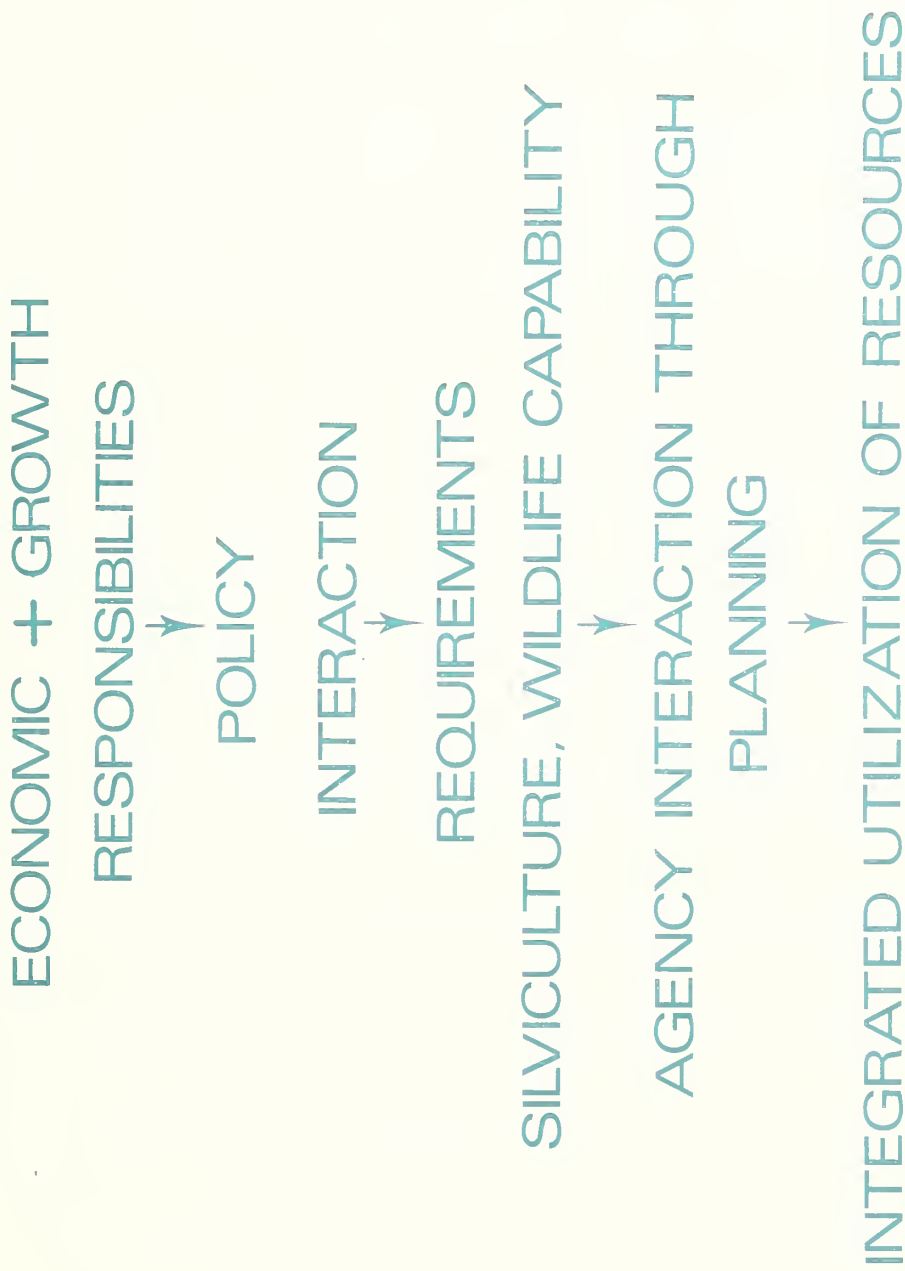 ECONOMIC + GROWTH
RESPONSIBILITIES
POLICY
INTERACTION
REQUIREMENTS
SILVICULTURE, WILDLIFE CAPABILITY
AGENCY INTERACTION THROUGH
PLANNING
INTEGRATED UTILIZATION OF RESOURCES